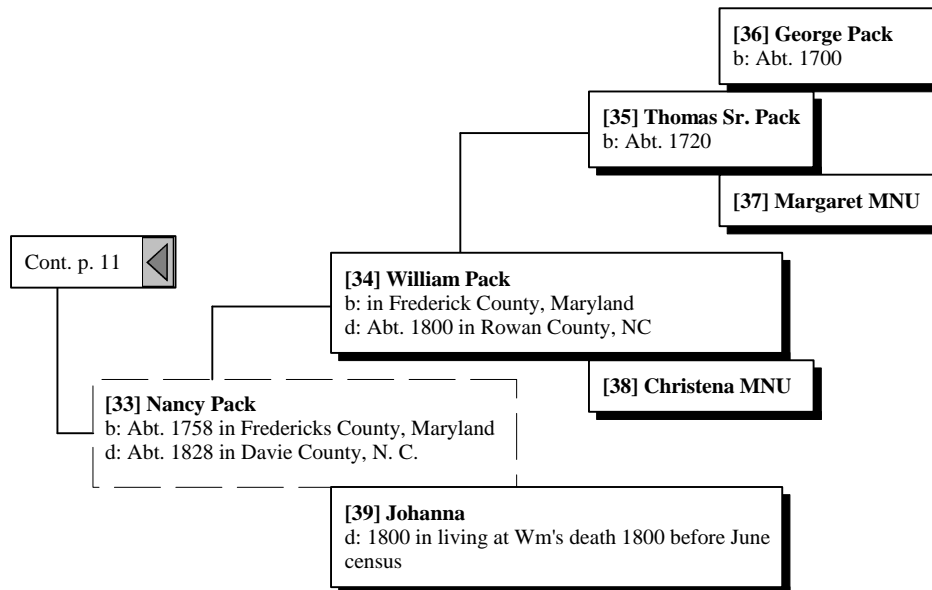 [36] George Pack
b: Abt. 1700
[35] Thomas Sr. Pack
b: Abt. 1720
[37] Margaret MNU
Cont. p. 11
[34] William Pack
b: in Frederick County, Maryland
d: Abt. 1800 in Rowan County, NC
[38] Christena MNU
[33] Nancy Pack
b: Abt. 1758 in Fredericks County, Maryland
d: Abt. 1828 in Davie County, N. C.
[39] Johanna
d: 1800 in living at Wm's death 1800 before June
census